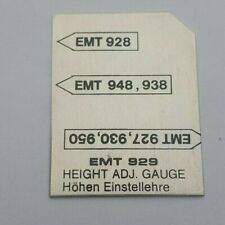 EMT 928
EMT 948, 938
EMT 927, 930, 950
EMT 929
HEIGHT ADJ. GAUGE
Höhen Einstellehre